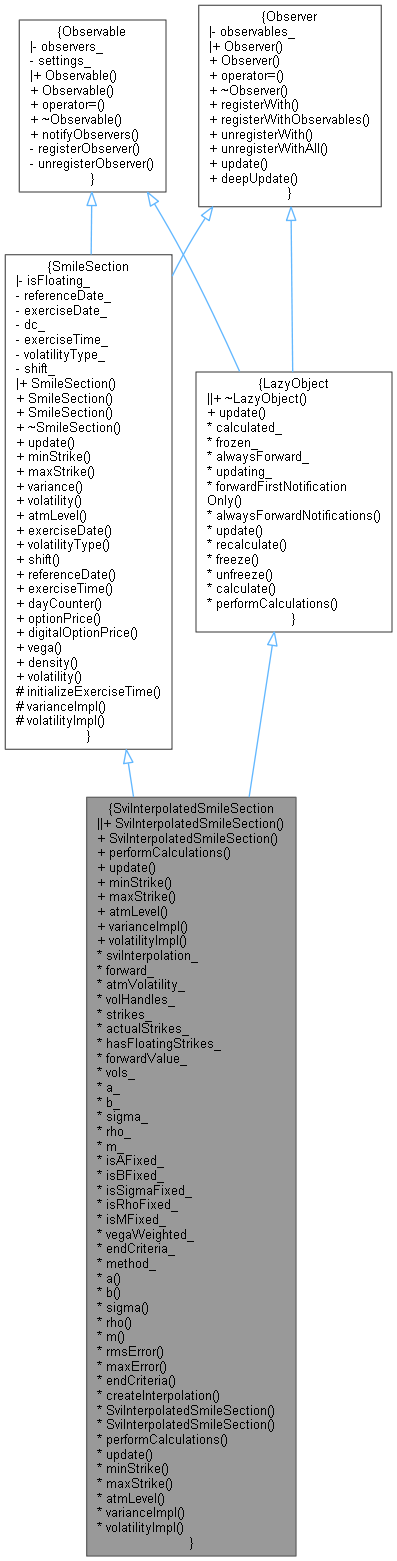 {Observable
|- observers_
- settings_
|+ Observable()
+ Observable()
+ operator=()
+ ~Observable()
+ notifyObservers()
- registerObserver()
- unregisterObserver()
}
{Observer
|- observables_
|+ Observer()
+ Observer()
+ operator=()
+ ~Observer()
+ registerWith()
+ registerWithObservables()
+ unregisterWith()
+ unregisterWithAll()
+ update()
+ deepUpdate()
}
{SmileSection
|- isFloating_
- referenceDate_
- exerciseDate_
- dc_
- exerciseTime_
- volatilityType_
- shift_
|+ SmileSection()
+ SmileSection()
+ SmileSection()
+ ~SmileSection()
+ update()
+ minStrike()
+ maxStrike()
+ variance()
+ volatility()
+ atmLevel()
+ exerciseDate()
+ volatilityType()
+ shift()
+ referenceDate()
+ exerciseTime()
+ dayCounter()
+ optionPrice()
+ digitalOptionPrice()
+ vega()
+ density()
+ volatility()
# initializeExerciseTime()
# varianceImpl()
# volatilityImpl()
}
{LazyObject
||+ ~LazyObject()
+ update()
* calculated_
* frozen_
* alwaysForward_
* updating_
* forwardFirstNotification
Only()
* alwaysForwardNotifications()
* update()
* recalculate()
* freeze()
* unfreeze()
* calculate()
* performCalculations()
}
{SviInterpolatedSmileSection
||+ SviInterpolatedSmileSection()
+ SviInterpolatedSmileSection()
+ performCalculations()
+ update()
+ minStrike()
+ maxStrike()
+ atmLevel()
+ varianceImpl()
+ volatilityImpl()
* sviInterpolation_
* forward_
* atmVolatility_
* volHandles_
* strikes_
* actualStrikes_
* hasFloatingStrikes_
* forwardValue_
* vols_
* a_
* b_
* sigma_
* rho_
* m_
* isAFixed_
* isBFixed_
* isSigmaFixed_
* isRhoFixed_
* isMFixed_
* vegaWeighted_
* endCriteria_
* method_
* a()
* b()
* sigma()
* rho()
* m()
* rmsError()
* maxError()
* endCriteria()
* createInterpolation()
* SviInterpolatedSmileSection()
* SviInterpolatedSmileSection()
* performCalculations()
* update()
* minStrike()
* maxStrike()
* atmLevel()
* varianceImpl()
* volatilityImpl()
}